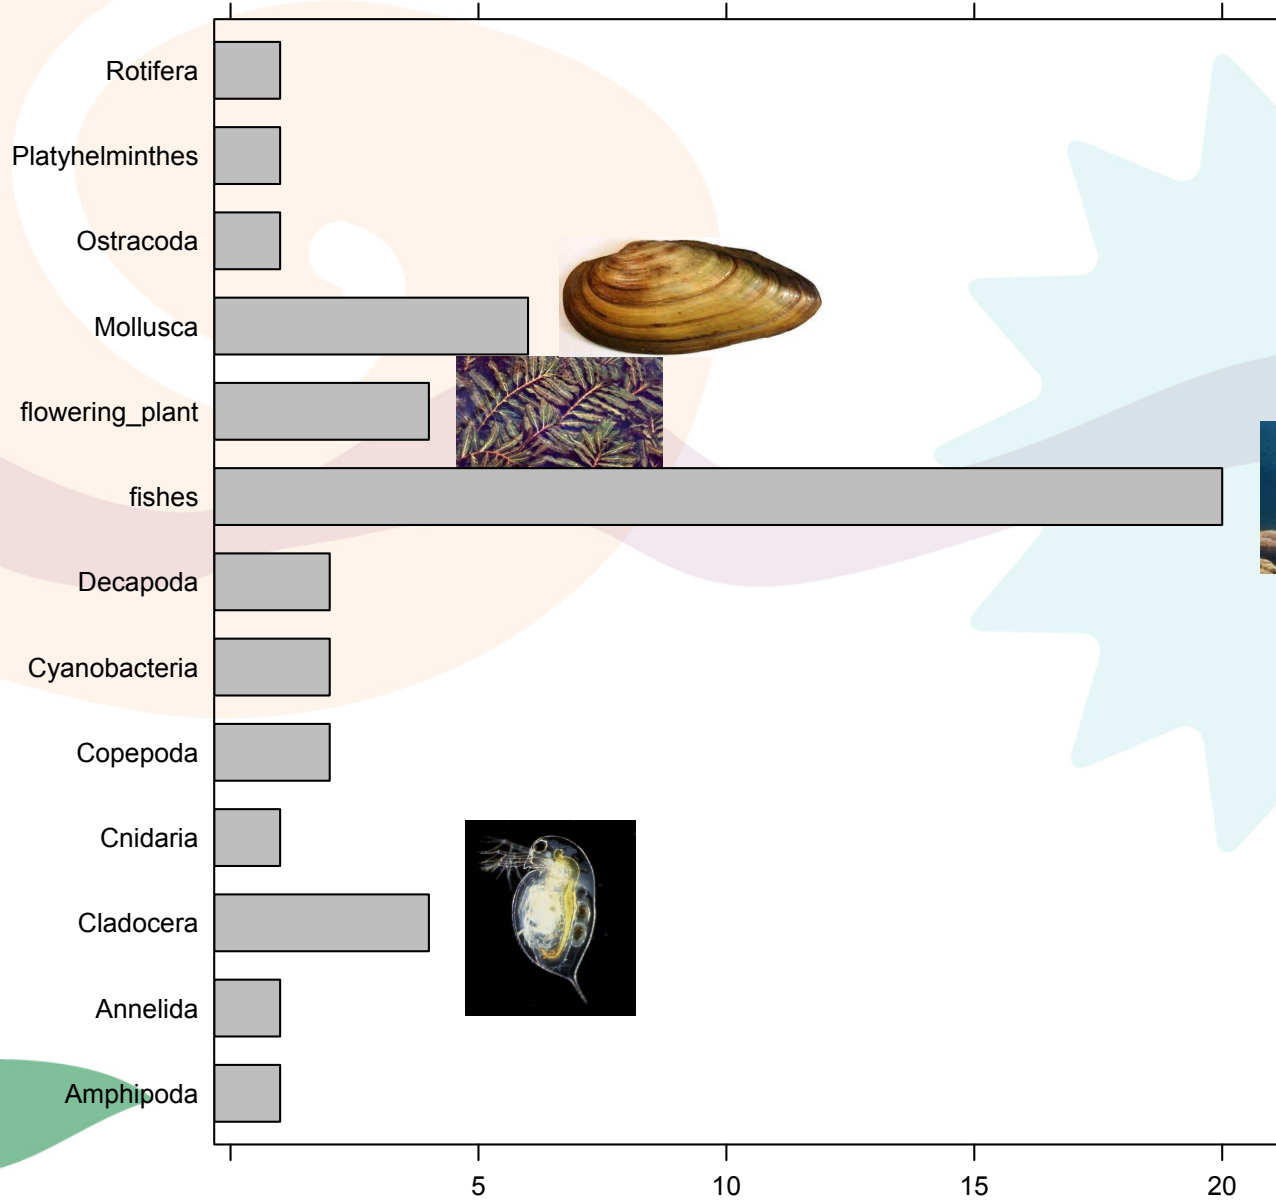 Rotifera
Platyhelminthes
Ostracoda
Mollusca
flowering_plant
fishes
Decapoda
Cyanobacteria
Copepoda
Cnidaria
Cladocera
Annelida
Amphipoda
5 10 15 20